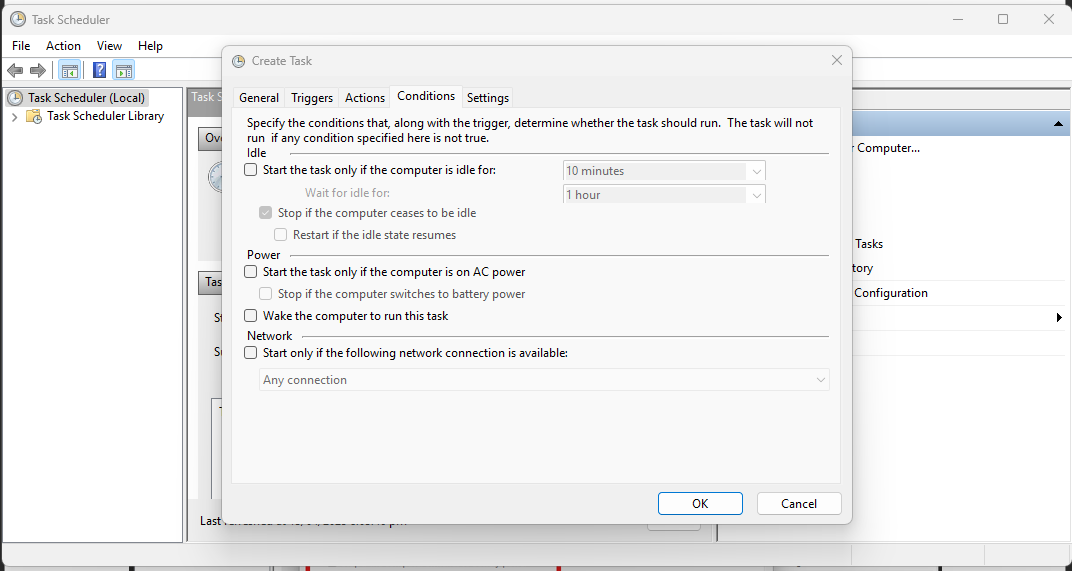 Task Scheduler
File Action View Help
Create Task
Task Scheduler (Local)
Task Scheduler Library
General Triggers Actions Conditions Settings
Specify the conditions that, along with the trigger, determine whether the task should run. The task will not
run if any condition specified here is not true.
Idle
Start the task only if the computer is idle for: 10 minutes
Wait for idle for: 1 hour
Stop if the computer ceases to be idle
Restart if the idle state resumes
Power
Start the task only if the computer is on AC power
Stop if the computer switches to battery power
Wake the computer to run this task
Network
Start only if the following network connection is available:
Any connection
OK Cancel
Computer...
Tasks
Configuration
Last